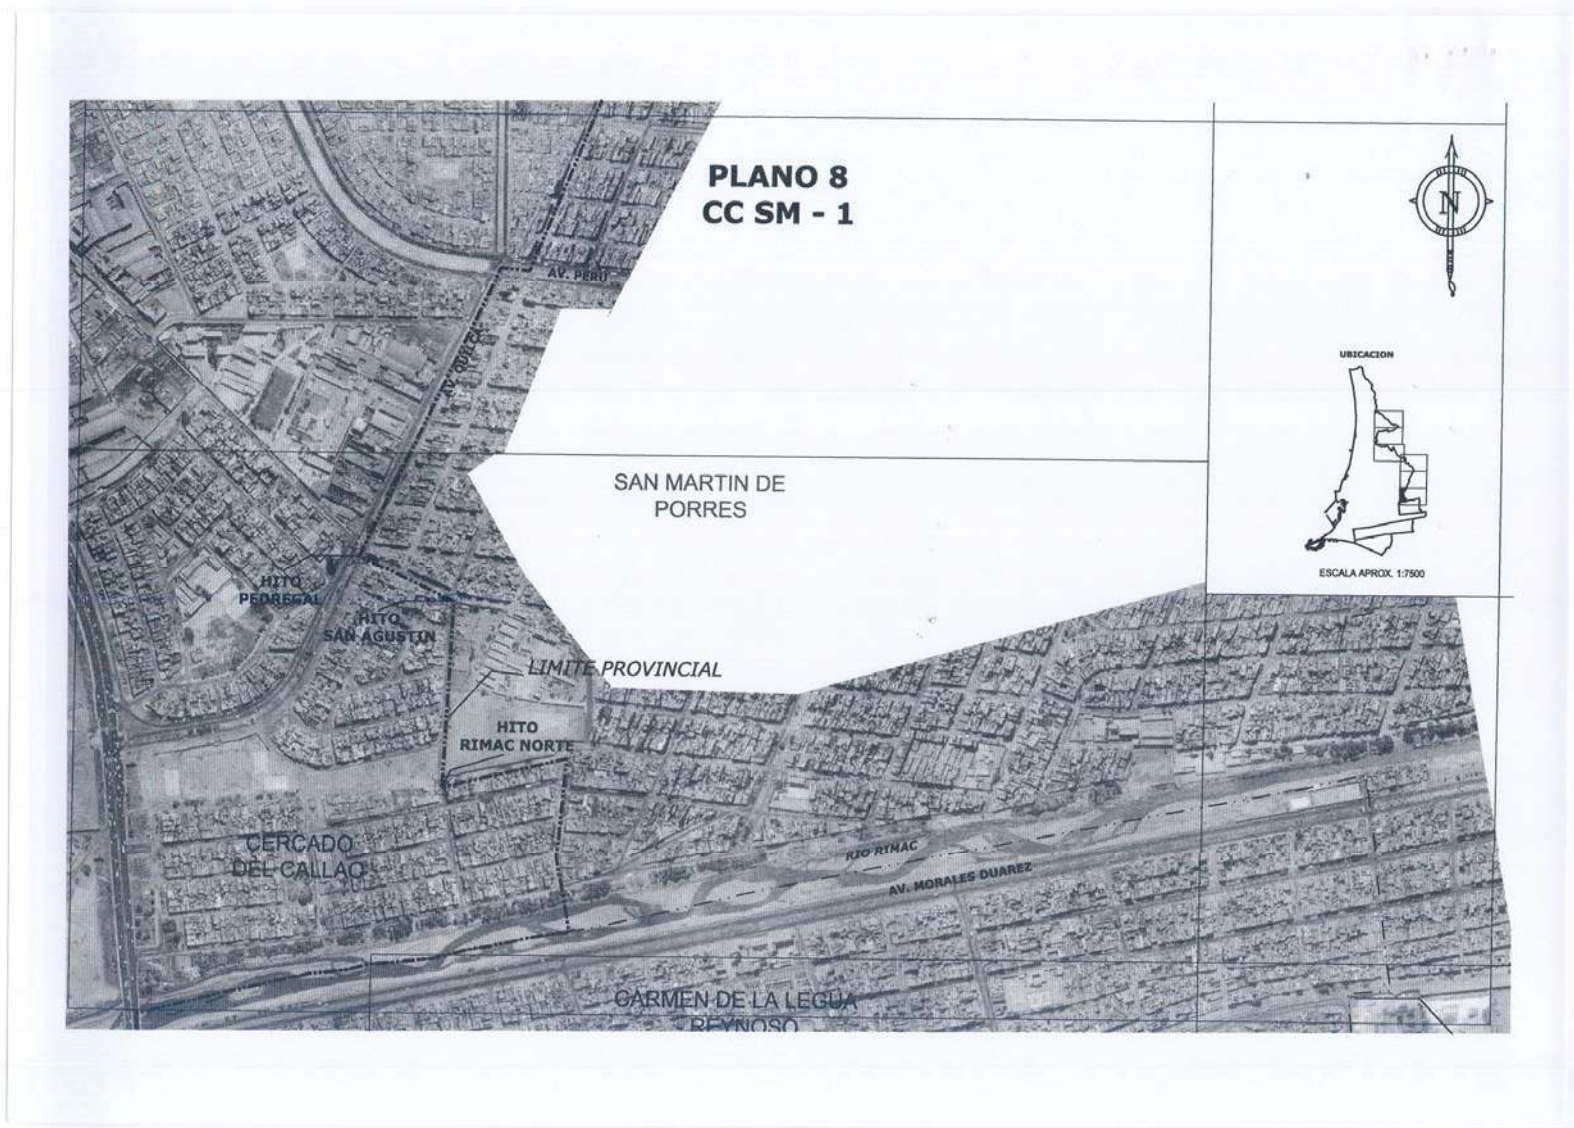 PLANO 8
CC SM - 1
N
AV. PERU
AV. QUILCA
UBICACION
SAN MARTIN DE
PORRES
ESCALA APROX. 1:7500
HITO
PEDREGAL
HITO
SAN AGUSTIN
LIMITE PROVINCIAL
HITO
RIMAC NORTE
CERCADO
DEL CALLAO
RIO RIMAC
AV. MORALES DUAREZ
CARMEN DE LA LEGUA
REYNOSO